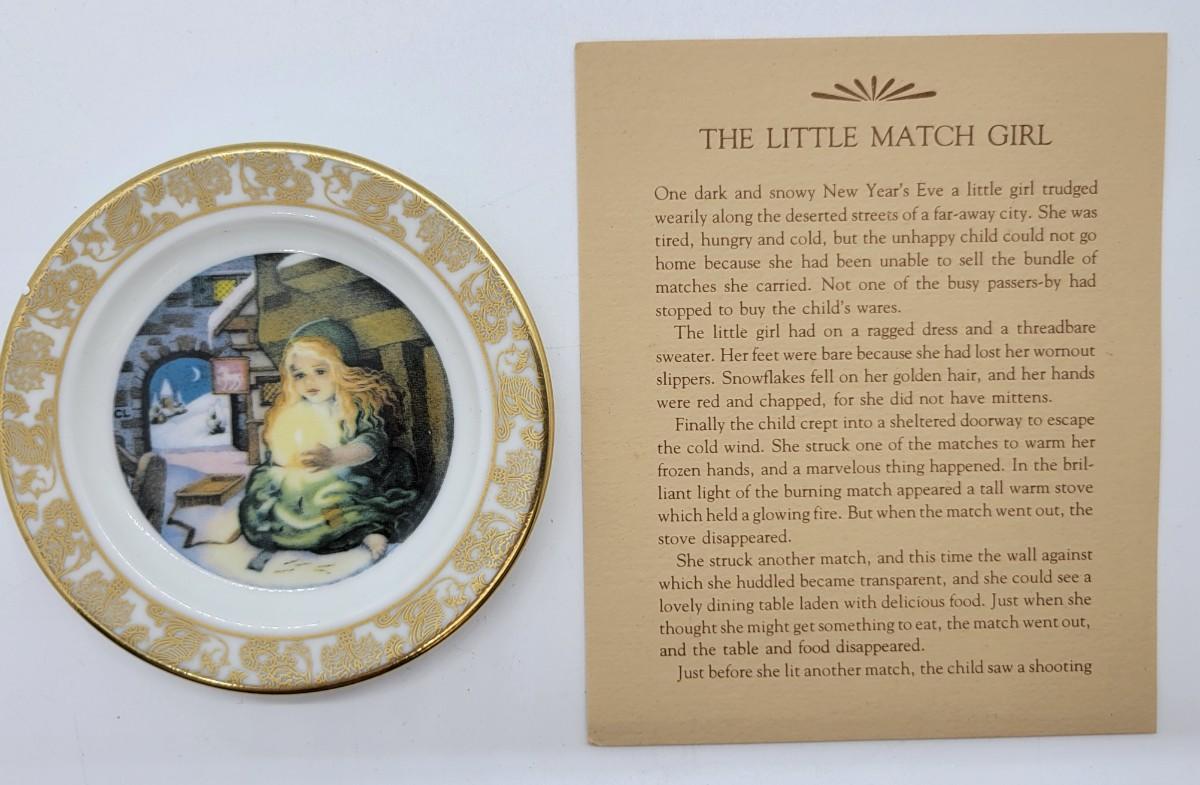 CL
THE LITTLE MATCH GIRL
One dark and snowy New Year's Eve a little girl trudged
wearily along the deserted streets of a far-away city. She was
tired, hungry and cold, but the unhappy child could not go
home because she had been unable to sell the bundle of
matches she carried. Not one of the busy passers-by had
stopped to buy the child's wares.
The little girl had on a ragged dress and a threadbare
sweater. Her feet were bare because she had lost her wornout
slippers. Snowflakes fell on her golden hair, and her hands
were red and chapped, for she did not have mittens.
Finally the child crept into a sheltered doorway to escape
the cold wind. She struck one of the matches to warm her
frozen hands, and a marvelous thing happened. In the bril-
liant light of the burning match appeared a tall warm stove
which held a glowing fire. But when the match went out, the
stove disappeared.
She struck another match, and this time the wall against
which she huddled became transparent, and she could see a
lovely dining table laden with delicious food. Just when she
thought she might get something to eat, the match went out,
and the table and food disappeared.
Just before she lit another match, the child saw a shooting